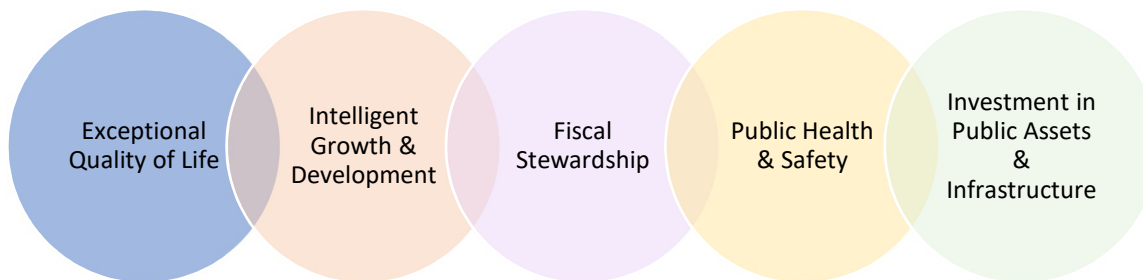 Exceptional
Quality of Life
Intelligent
Growth &
Development
Fiscal
Stewardship
Public Health
& Safety
Investment in
Public Assets
&
Infrastructure